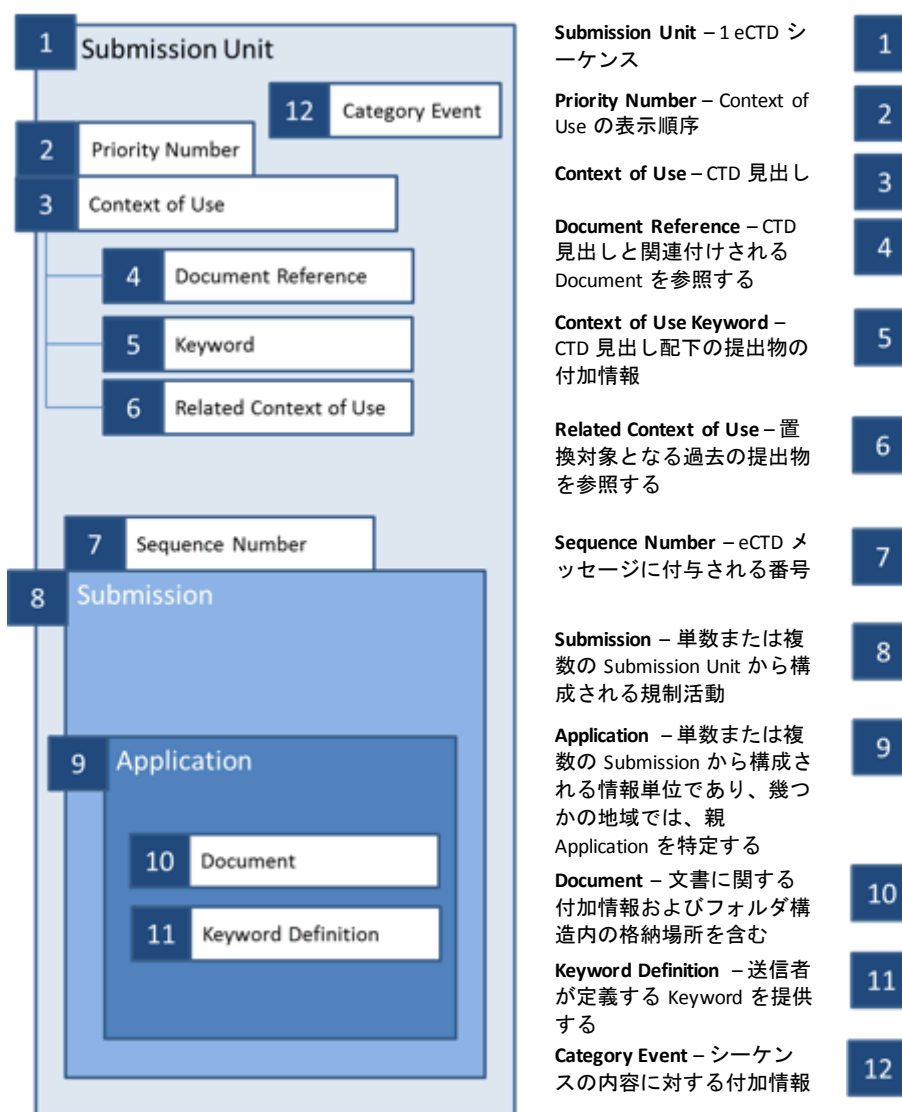 1 Submission Unit
12 Category Event
2 Priority Number
3 Context of Use
4 Document Reference
5 Keyword
6 Related Context of Use
7 Sequence Number
8 Submission
9 Application
10 Document
11 Keyword Definition
Submission Unit – 1 eCTD シ
ーケンス
1
Priority Number – Context of
Use の表示順序
2
Context of Use – CTD 見出し
3
Document Reference – CTD
見出しと関連付けされる
Document を参照する
4
Context of Use Keyword –
CTD 見出し配下の提出物の
付加情報
5
Related Context of Use – 置
換対象となる過去の提出物
を参照する
6
Sequence Number – eCTD メ
ッセージに付与される番号
7
Submission – 単数または複
数の Submission Unit から構
成される規制活動
8
Application – 単数または複
数の Submission から構成さ
れる情報単位であり、幾つ
かの地域では、親
Application を特定する
9
Document – 文書に関する
付加情報およびフォルダ構
造内の格納場所を含む
10
Keyword Definition – 送信者
が定義する Keyword を提供
する
11
Category Event – シーケン
スの内容に対する付加情報
12